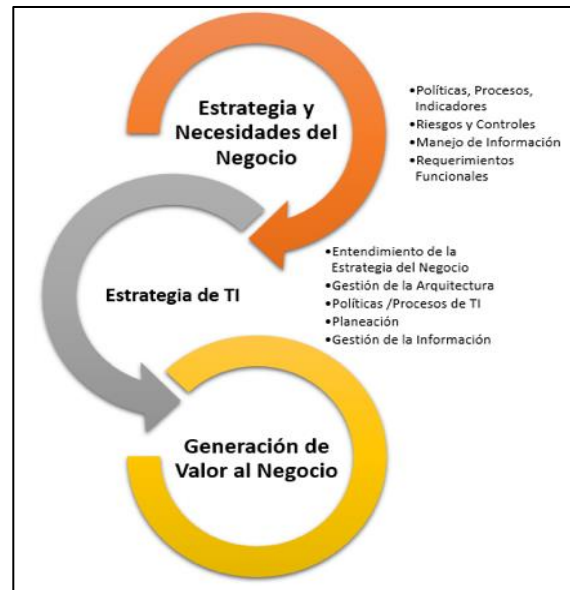 Estrategia y
Necesidades del
Negocio
•Políticas, Procesos,
Indicadores
•Riesgos y Controles
•Manejo de Información
•Requerimientos
Funcionales
Estrategia de TI
•Entendimiento de la
Estrategia del Negocio
•Gestión de la Arquitectura
•Políticas /Procesos de TI
•Planeación
•Gestión de la Información
Generación de
Valor al Negocio